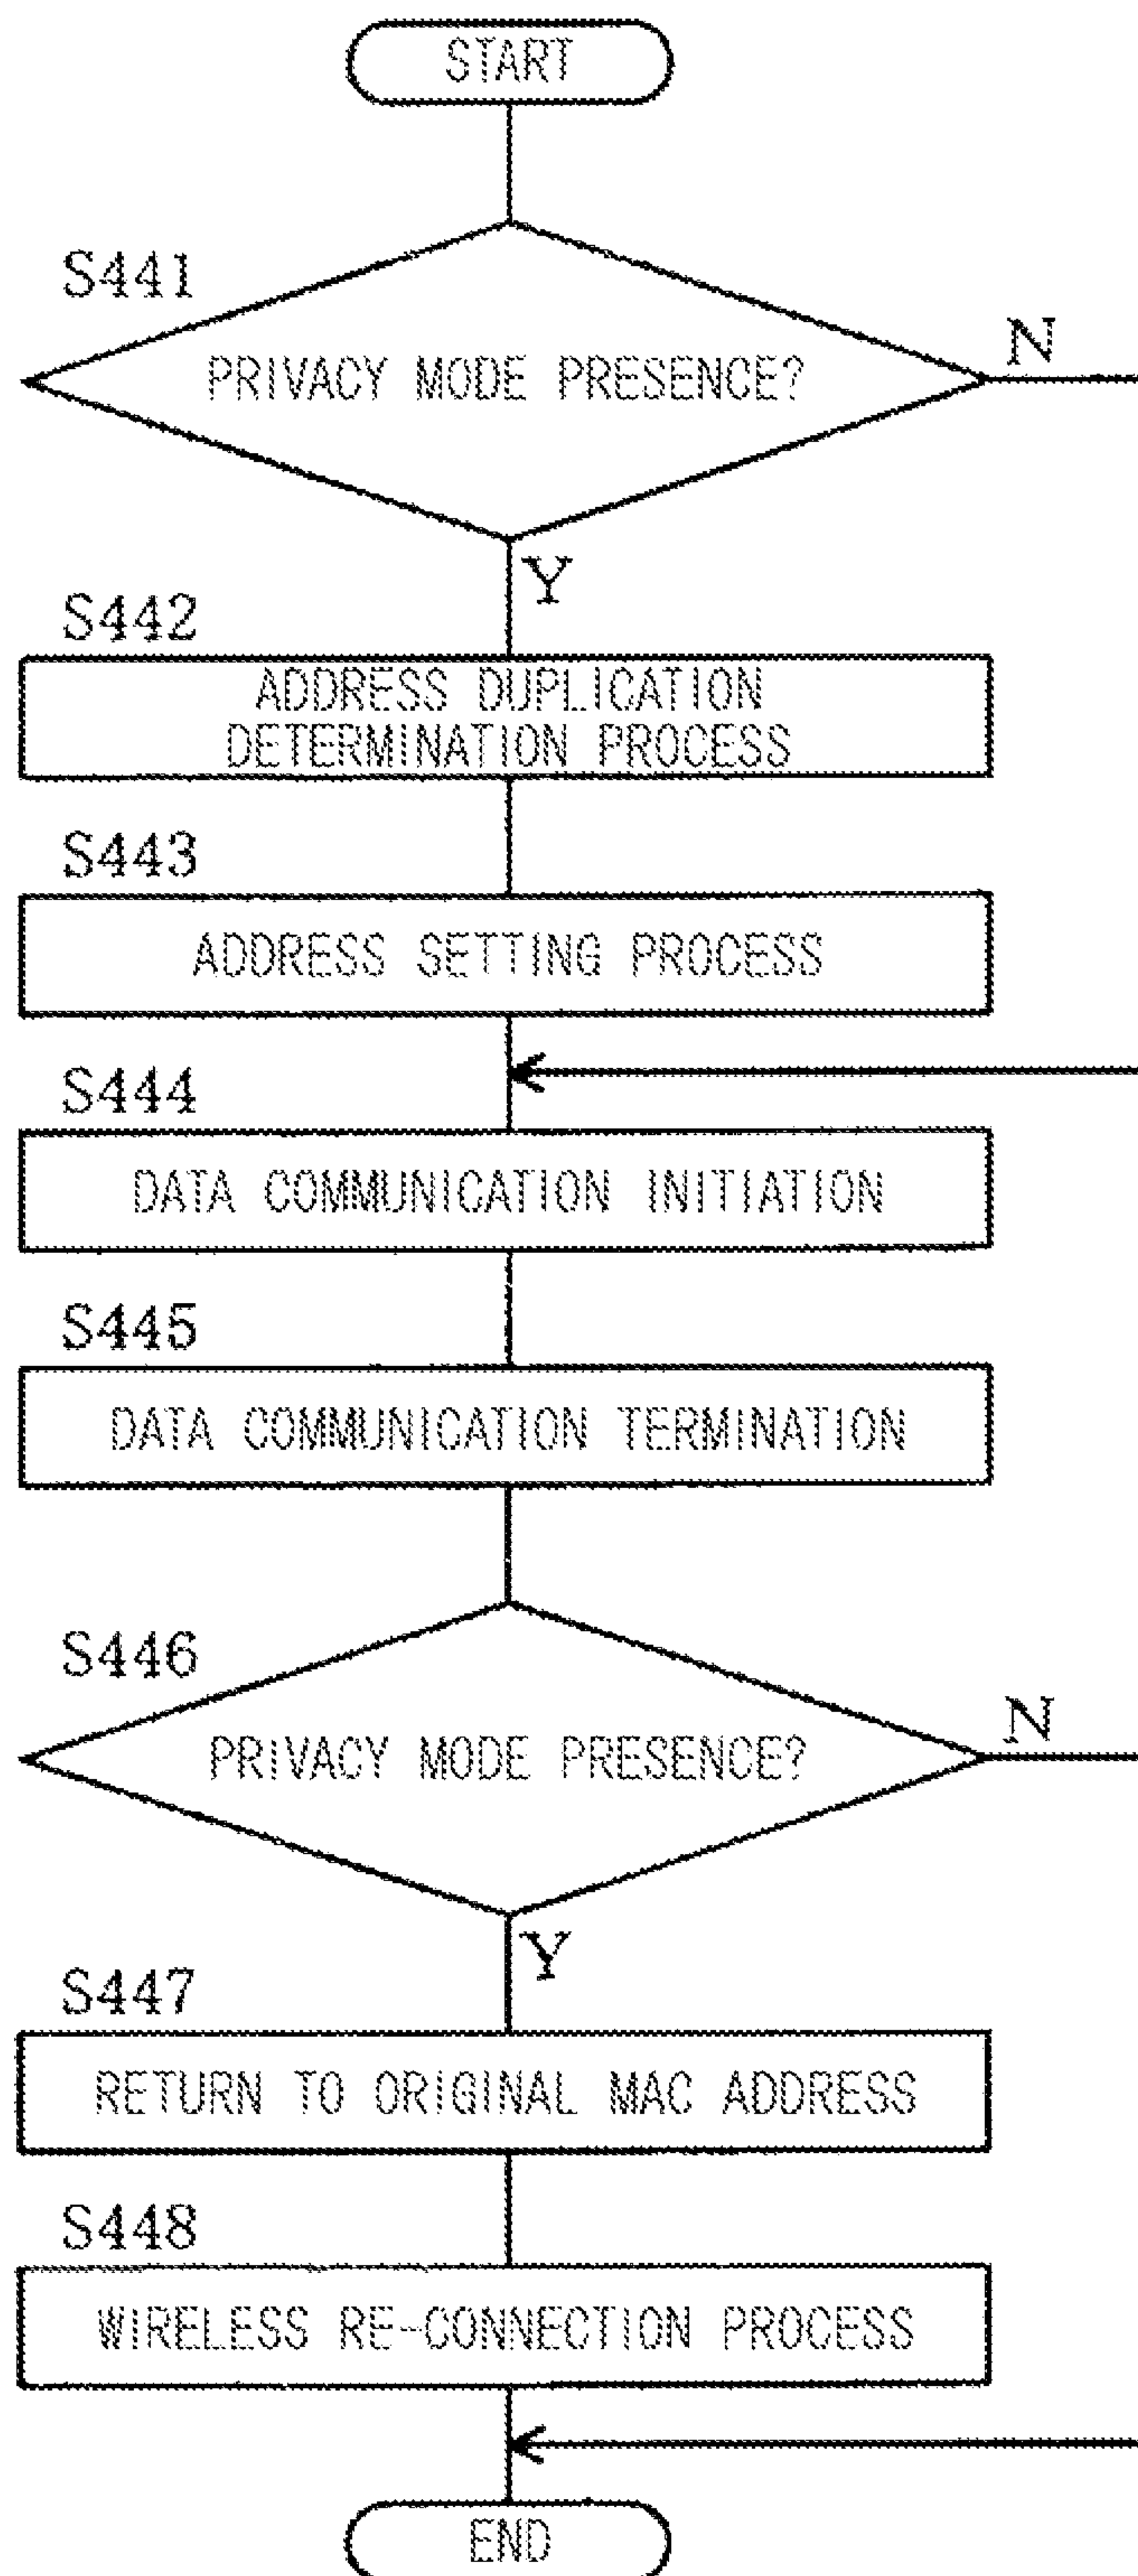 START
S441
PRIVACY MODE PRESENCE?
N
Y
S442
ADDRESS DUPLICATION
DETERMINATION PROCESS
S443
ADDRESS SETTING PROCESS
S444
DATA COMMUNICATION INITIATION
S445
DATA COMMUNICATION TERMINATION
S446
PRIVACY MODE PRESENCE?
N
Y
S447
RETURN TO ORIGINAL MAC ADDRESS
S448
WIRELESS RE-CONNECTION PROCESS
END